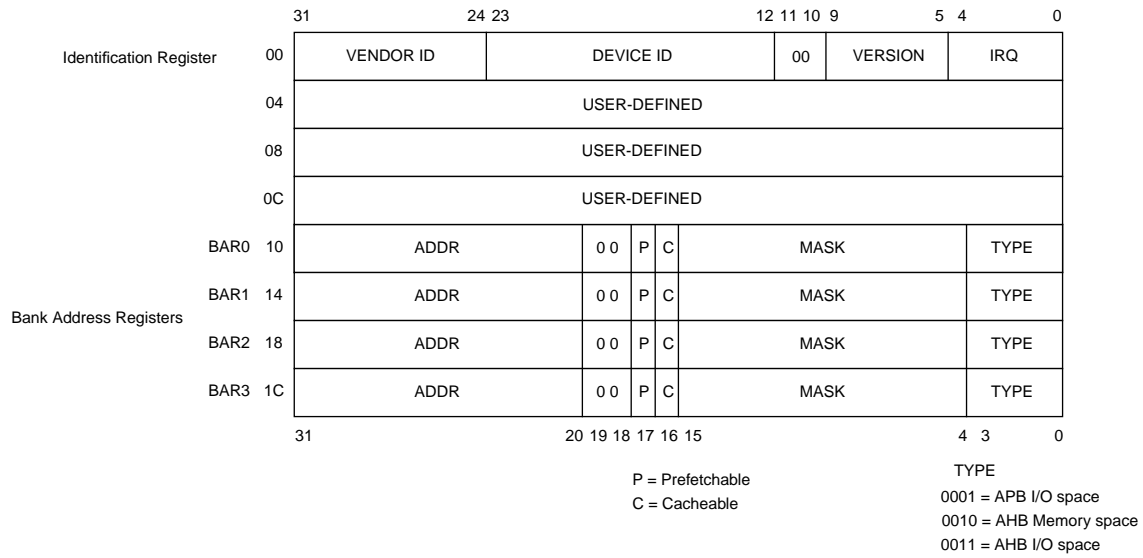 31 24 23 12 11 10 9 5 4 0
Identification Register 00 VENDOR ID DEVICE ID 00 VERSION IRQ
04 USER-DEFINED
08 USER-DEFINED
0C USER-DEFINED
BAR0 10 ADDR 0 0 P C MASK TYPE
BAR1 14 ADDR 0 0 P C MASK TYPE
Bank Address Registers
BAR2 18 ADDR 0 0 P C MASK TYPE
BAR3 1C ADDR 0 0 P C MASK TYPE
31 20 19 18 17 16 15 4 3 0
P = Prefetchable
C = Cacheable
TYPE
0001 = APB I/O space
0010 = AHB Memory space
0011 = AHB I/O space